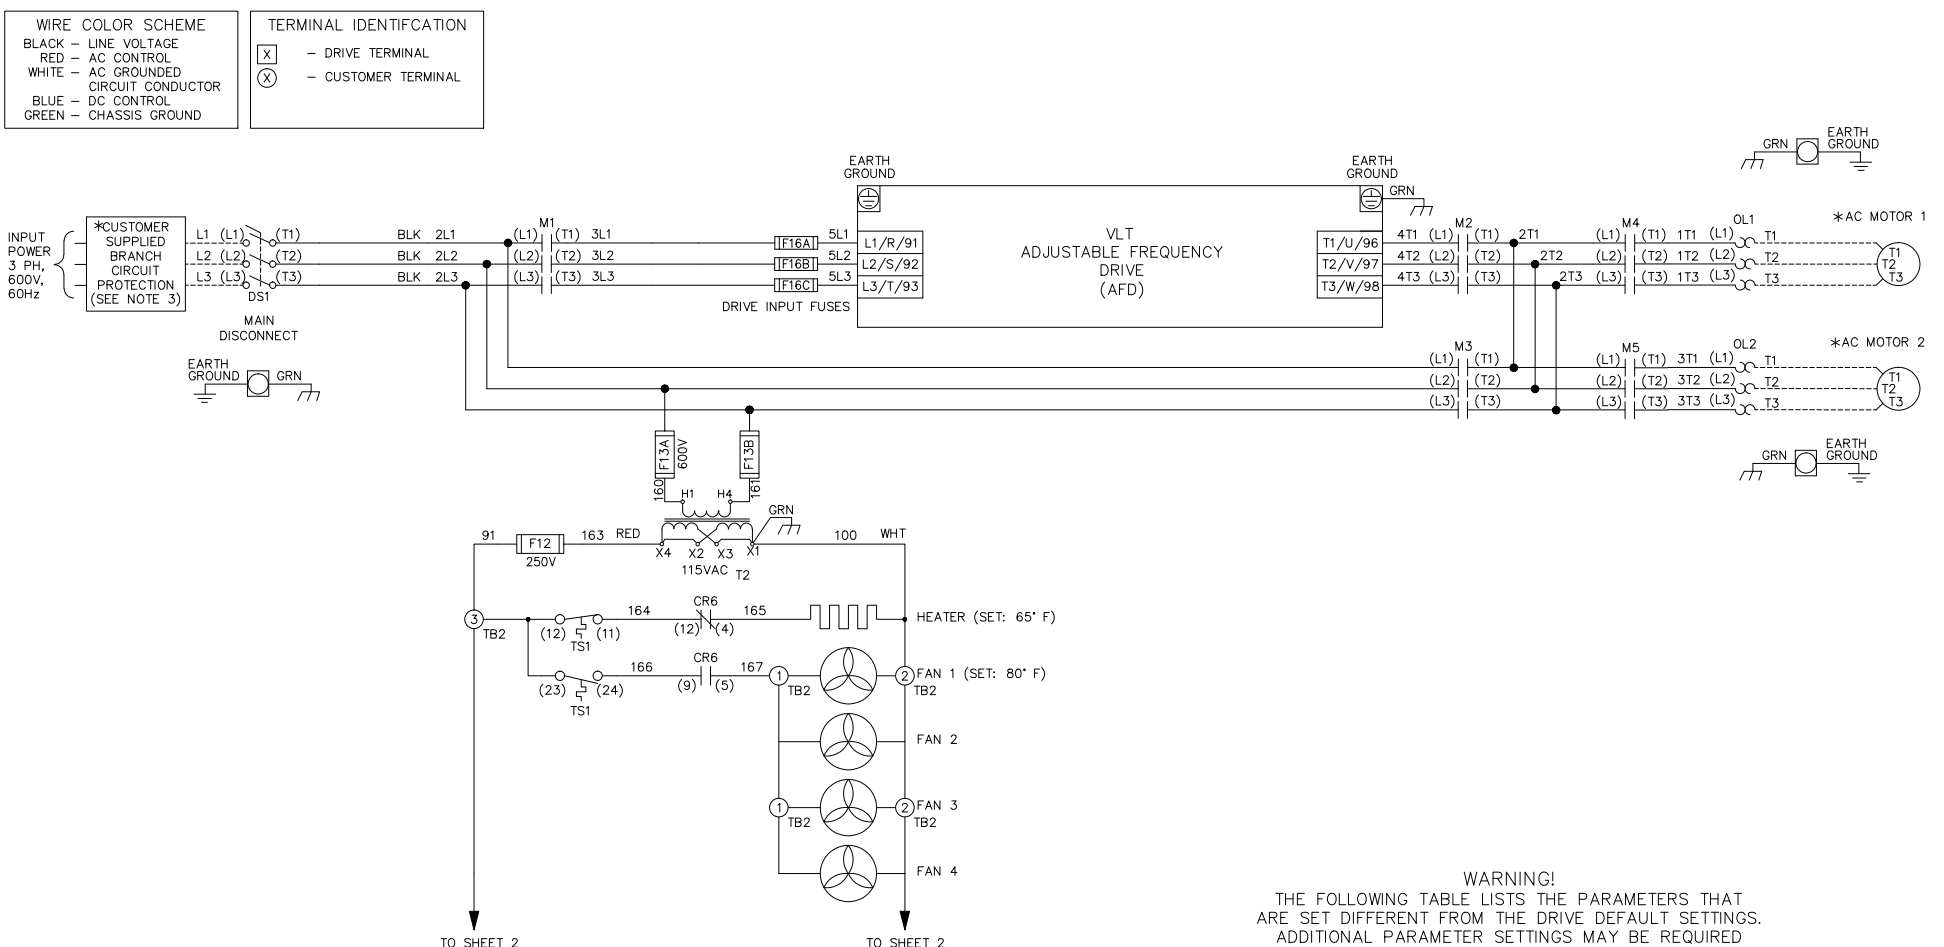 WIRE COLOR SCHEME
BLACK – LINE VOLTAGE
RED – AC CONTROL
WHITE – AC GROUNDED
CIRCUIT CONDUCTOR
BLUE – DC CONTROL
GREEN – CHASSIS GROUND
TERMINAL IDENTIFCATION
X – DRIVE TERMINAL
X – CUSTOMER TERMINAL
INPUT
POWER
3 PH,
600V,
60Hz
*CUSTOMER
SUPPLIED
BRANCH
CIRCUIT
PROTECTION
(SEE NOTE 3)
L1 (L1) (T1) BLK 2L1 (L1) M1 (T1) 3L1 F16A 5L1 L1/R/91
L2 (L2) (T2) BLK 2L2 (L2) (T2) 3L2 F16B 5L2 L2/S/92
L3 (L3) (T3) BLK 2L3 (L3) (T3) 3L3 F16C 5L3 L3/T/93
DS1
MAIN
DISCONNECT
DRIVE INPUT FUSES
EARTH
GROUND
GRN
EARTH
GROUND
VLT
ADJUSTABLE FREQUENCY
DRIVE
(AFD)
EARTH
GROUND
GRN
T1/U/96 4T1 (L1) M2 (T1) 2T1 (L1) M4 (T1) 1T1 (L1) OL1 T1
T2/V/97 4T2 (L2) (T2) 2T2 (L2) (T2) 1T2 (L2) T2
T3/W/98 4T3 (L3) (T3) 2T3 (L3) (T3) 1T3 (L3) T3
GRN
EARTH
GROUND
*AC MOTOR 1
T1
T2
T3
(L1) M3 (T1) (L1) M5 (T1) 3T1 (L1) OL2 T1
(L2) (T2) (L2) (T2) 3T2 (L2) T2
(L3) (T3) (L3) (T3) 3T3 (L3) T3
*AC MOTOR 2
T1
T2
T3
GRN
EARTH
GROUND
F13A
600V
F13B
160
161
H1 H4
GRN
91 F12 163 RED
250V
X4 X2 X3 X1
100 WHT
115VAC T2
3 TB2
(12) (11)
TS1
164
CR6
(12) (4)
165
HEATER (SET: 65° F)
(23) (24)
TS1
166
CR6
(9) (5)
167
1 TB2
2 TB2
FAN 1 (SET: 80° F)
FAN 2
1 TB2
2 TB2
FAN 3
FAN 4
TO SHEET 2
TO SHEET 2
WARNING!
THE FOLLOWING TABLE LISTS THE PARAMETERS THAT
ARE SET DIFFERENT FROM THE DRIVE DEFAULT SETTINGS.
ADDITIONAL PARAMETER SETTINGS MAY BE REQUIRED